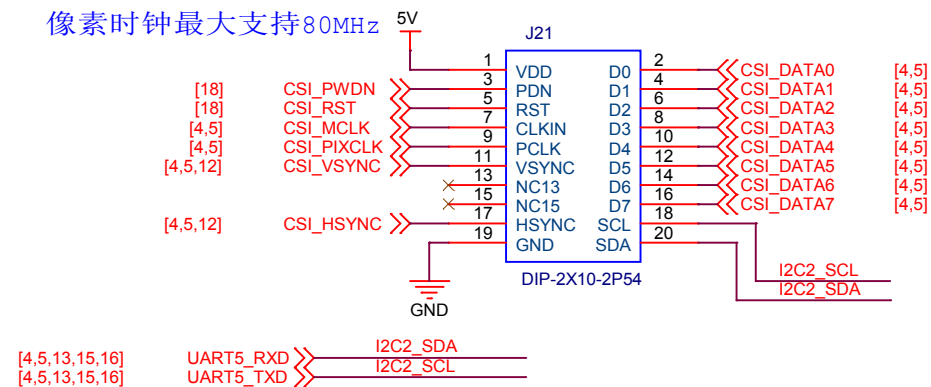 像素时钟最大支持80MHz
5V
J21
1 VDD D0 2 CSI_DATA0 [4,5]
[18] CSI_PWDN 3 PDN D1 4 CSI_DATA1 [4,5]
[18] CSI_RST 5 RST D2 6 CSI_DATA2 [4,5]
[4,5] CSI_MCLK 7 CLKIN D3 8 CSI_DATA3 [4,5]
[4,5] CSI_PIXCLK 9 PCLK D4 10 CSI_DATA4 [4,5]
[4,5,12] CSI_VSYNC 11 VSYNC D5 12 CSI_DATA5 [4,5]
13 NC13 D6 14 CSI_DATA6 [4,5]
15 NC15 D7 16 CSI_DATA7 [4,5]
[4,5,12] CSI_HSYNC 17 HSYNC SCL 18
19 GND SDA 20
I2C2_SCL
DIP-2X10-2P54
I2C2_SDA
GND
[4,5,13,15,16] UART5_RXD I2C2_SDA
[4,5,13,15,16] UART5_TXD I2C2_SCL